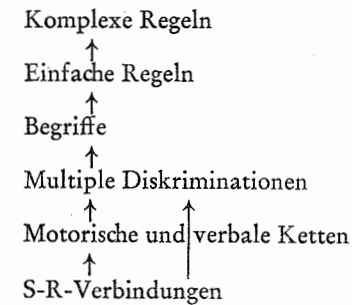 Komplexe Regeln
Einfache Regeln
Begriffe
Multiple Diskriminationen
Motorische und verbale Ketten
S-R-Verbindungen